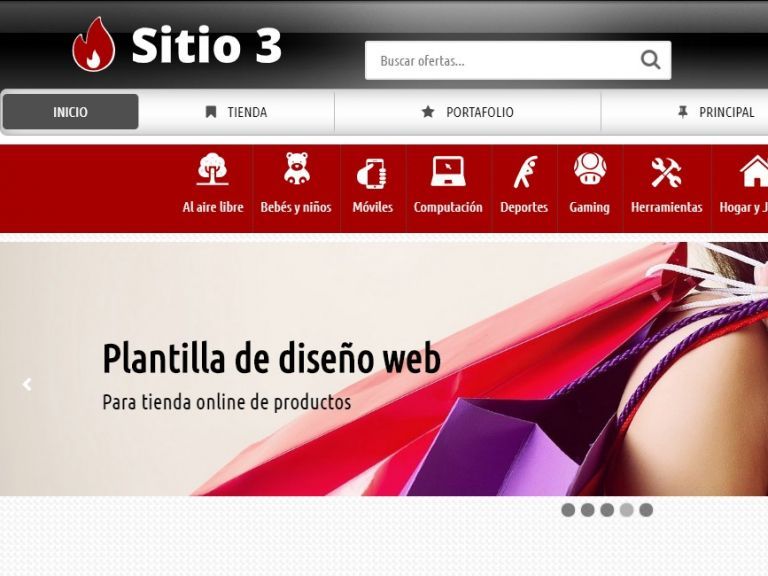 Sitio 3
Buscar ofertas...
INICIO TIENDA PORTAFOLIO PRINCIPAL
Al aire libre Bebés y niños Móviles Computación Deportes Gaming Herramientas Hogar y J
Plantilla de diseño web
Para tienda online de productos